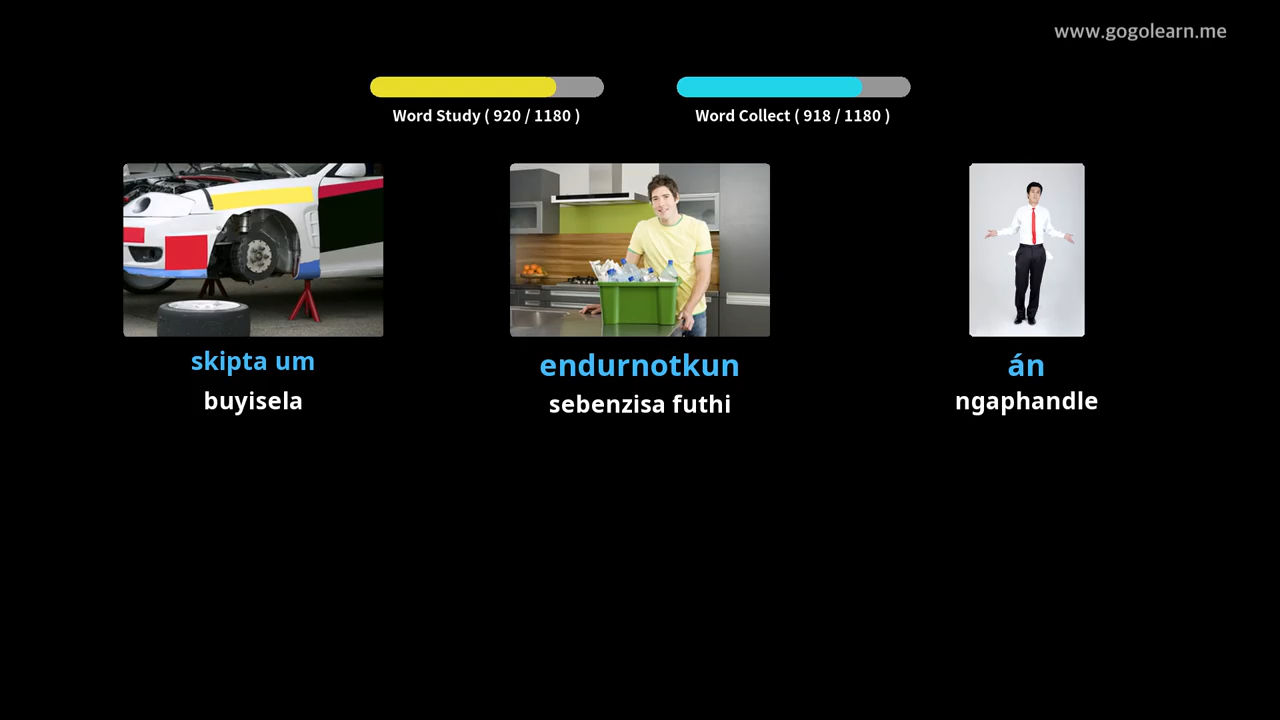 www.gogolearn.me
Word Study ( 920 / 1180 )
Word Collect ( 918 / 1180 )
skipta um
buyisela
endurnotkun
sebenzisa futhi
án
ngaphandle